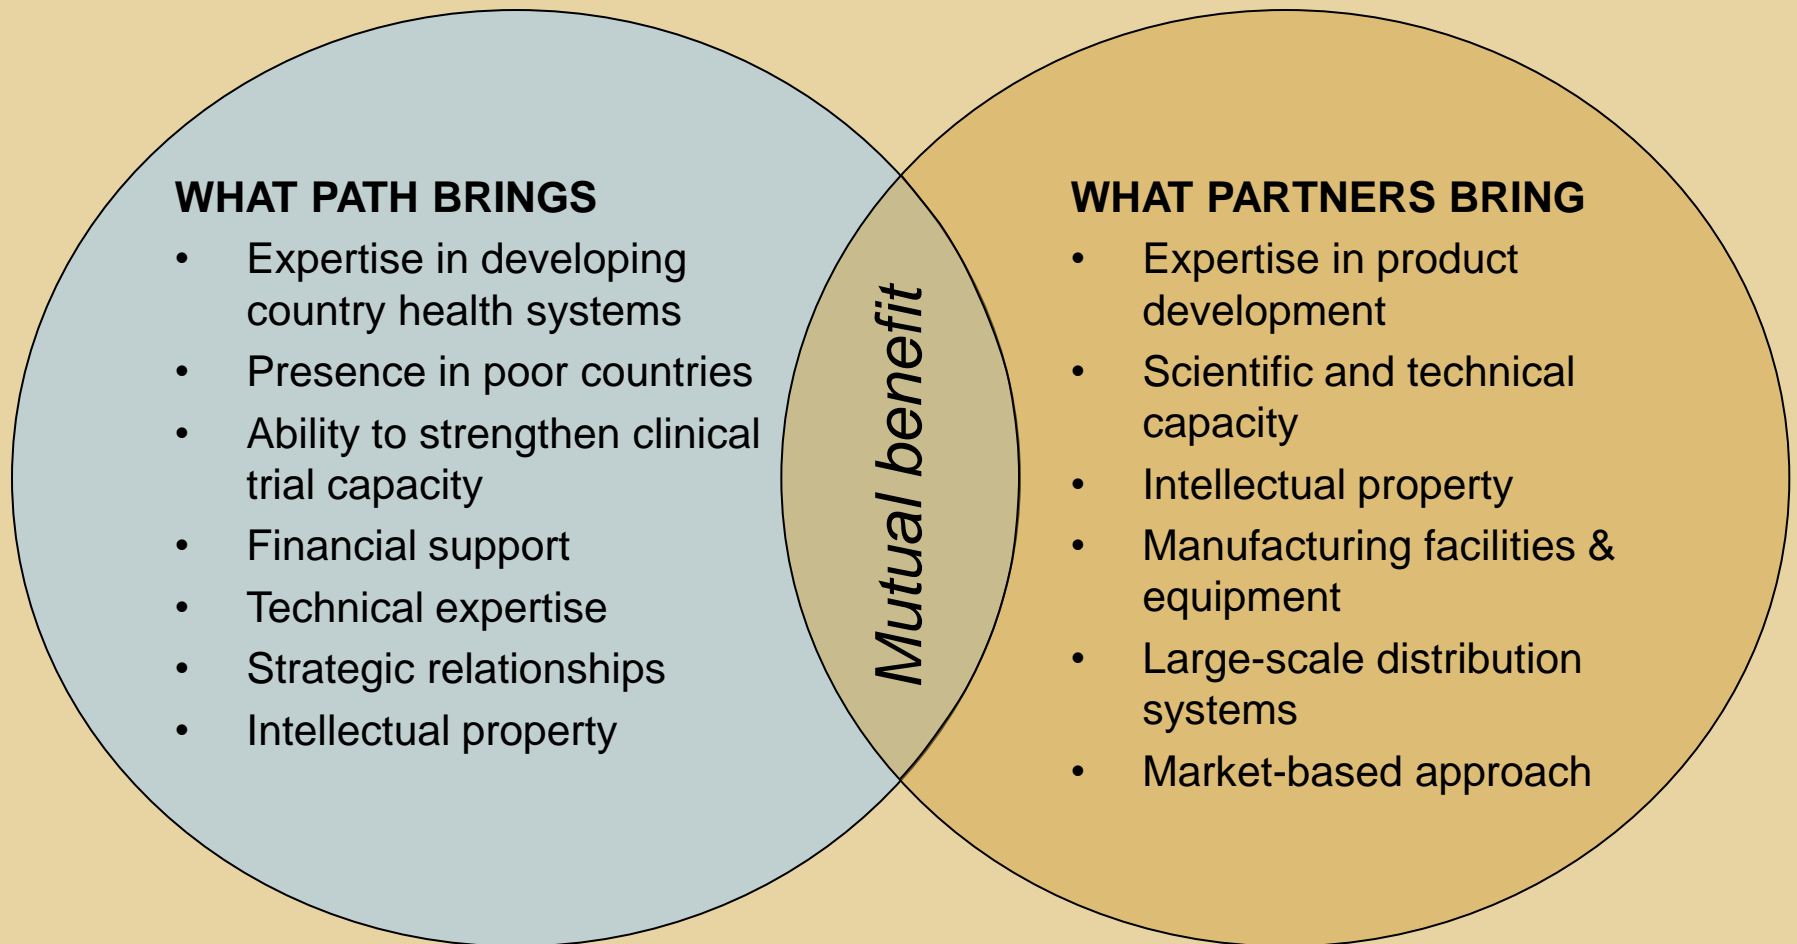 WHAT PATH BRINGS
• Expertise in developing
country health systems
• Presence in poor countries
• Ability to strengthen clinical
trial capacity
• Financial support
• Technical expertise
• Strategic relationships
• Intellectual property
Mutual benefit
WHAT PARTNERS BRING
• Expertise in product
development
• Scientific and technical
capacity
• Intellectual property
• Manufacturing facilities &
equipment
• Large-scale distribution
systems
• Market-based approach